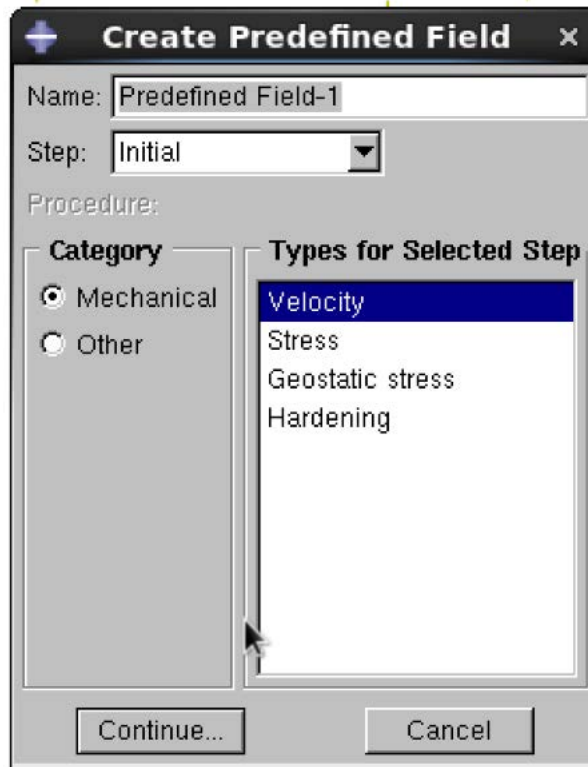 Create Predefined Field
Name: Predefined Field-1
Step: Initial
Procedure:
Category
Mechanical
Other
Types for Selected Step
Velocity
Stress
Geostatic stress
Hardening
Continue... Cancel